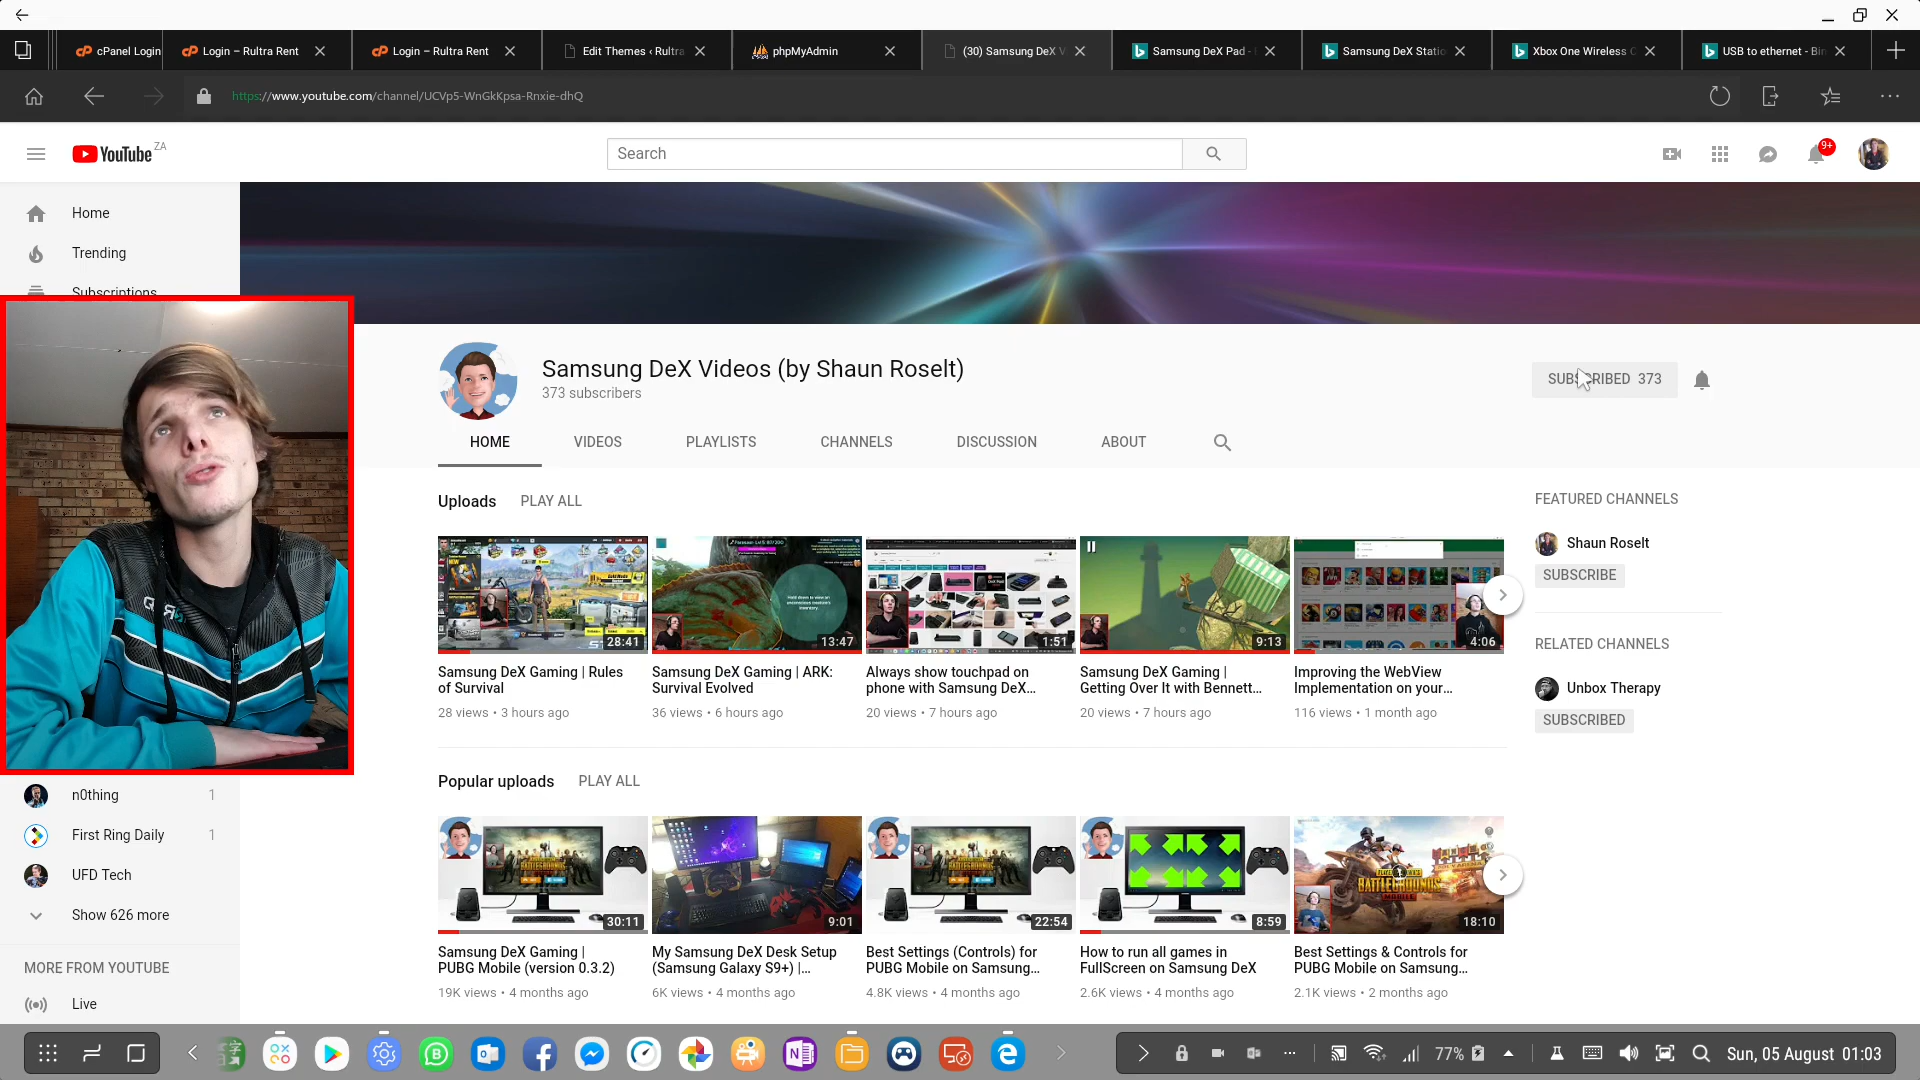 cPanel Login
Login – Rultra Rent
Login – Rultra Rent
Edit Themes ‹ Rultra
phpMyAdmin
(30) Samsung DeX V
Samsung DeX Pad -
Samsung DeX Statio
Xbox One Wireless C
USB to ethernet - Bin
https://www.youtube.com/channel/UCVp5-WnGkKpsa-Rnxie-dhQ
YouTube ZA
Search
9+
Home
Trending
Subscriptions
Samsung DeX Videos (by Shaun Roselt)
373 subscribers
SUBSCRIBED 373
HOME VIDEOS PLAYLISTS CHANNELS DISCUSSION ABOUT
Uploads PLAY ALL
28:41
13:47
1:51
9:13
4:06
Samsung DeX Gaming | Rules
of Survival
28 views • 3 hours ago
Samsung DeX Gaming | ARK:
Survival Evolved
36 views • 6 hours ago
Always show touchpad on
phone with Samsung DeX...
20 views • 7 hours ago
Samsung DeX Gaming |
Getting Over It with Bennett...
20 views • 7 hours ago
Improving the WebView
Implementation on your...
116 views • 1 month ago
FEATURED CHANNELS
Shaun Roselt
SUBSCRIBE
RELATED CHANNELS
Unbox Therapy
SUBSCRIBED
Popular uploads PLAY ALL
30:11
9:01
22:54
8:59
BATTLEGROUNDS
18:10
Samsung DeX Gaming |
PUBG Mobile (version 0.3.2)
19K views • 4 months ago
My Samsung DeX Desk Setup
(Samsung Galaxy S9+) |...
6K views • 4 months ago
Best Settings (Controls) for
PUBG Mobile on Samsung...
4.8K views • 4 months ago
How to run all games in
FullScreen on Samsung DeX
2.6K views • 4 months ago
Best Settings & Controls for
PUBG Mobile on Samsung...
2.1K views • 2 months ago
n0thing 1
First Ring Daily 1
UFD Tech
Show 626 more
MORE FROM YOUTUBE
Live
77%
Sun, 05 August 01:03